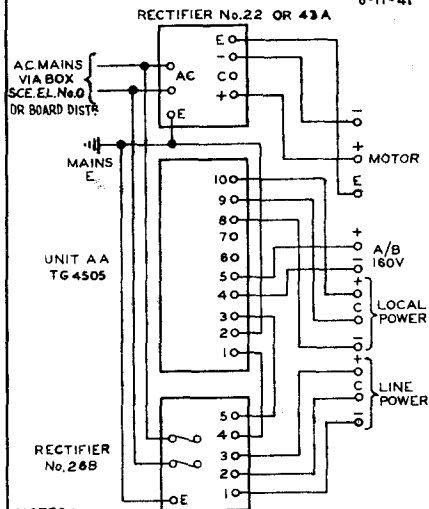 6-11-41
RECTIFIER No.22 OR 43A
E
A.C. MAINS
VIA BOX
SCE. EL. No.O
OR BOARD DISTR
AC
−
C
+
E
MAINS
E
−
+ MOTOR
E
UNIT AA
TG 4505
10
9
8
7
6
5
4
3
2
1
+
A/B
160V
−
+
C
−
LOCAL
POWER
+
C
−
LINE
POWER
RECTIFIER
No. 26B
5
4
3
2
1
E